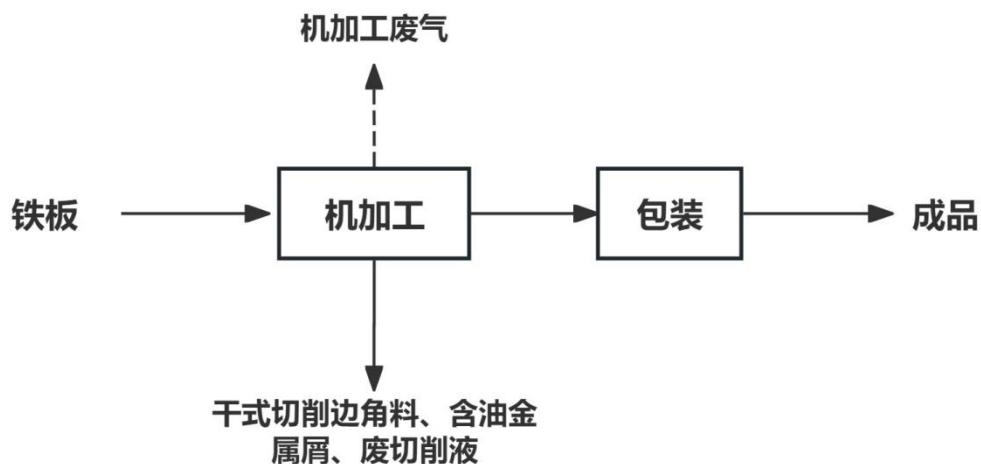 机加工废气
铁板
机加工
包装
成品
干式切削边角料、含油金
属屑、废切削液